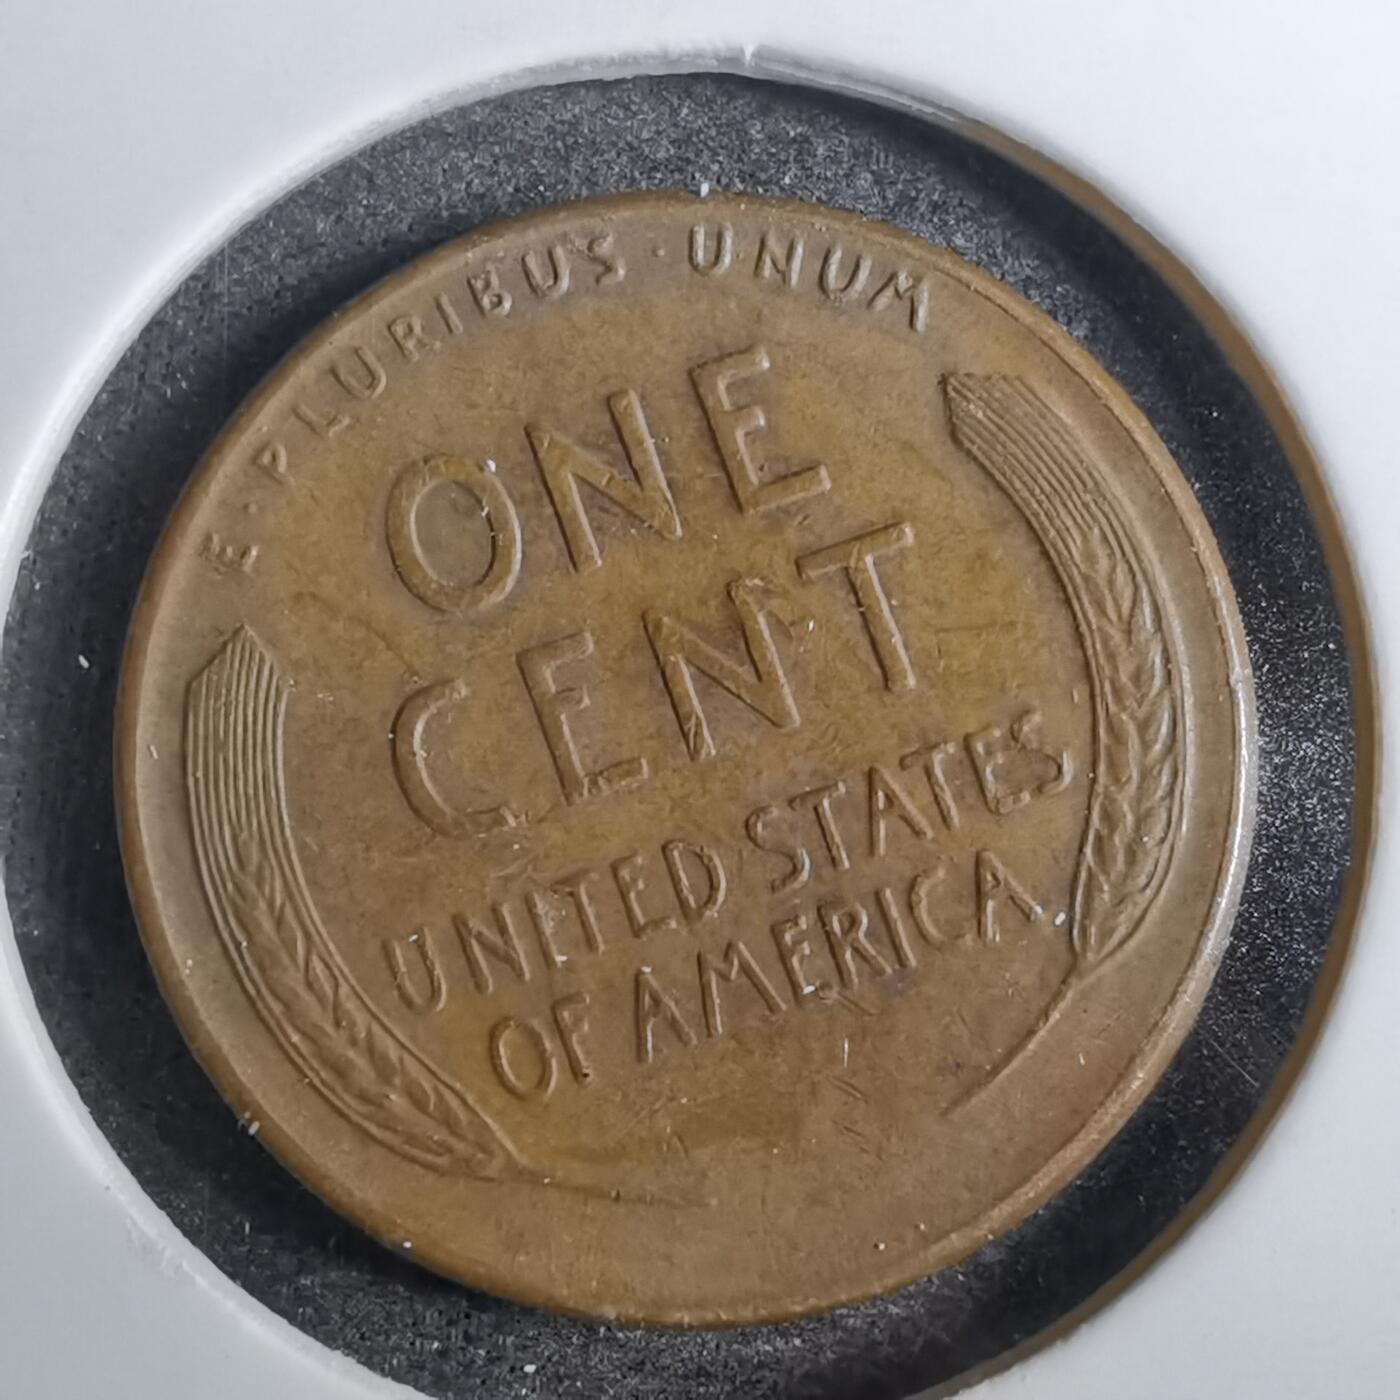 E · PLURIBUS · UNUM
ONE
CENT
UNITED STATES
OF AMERICA